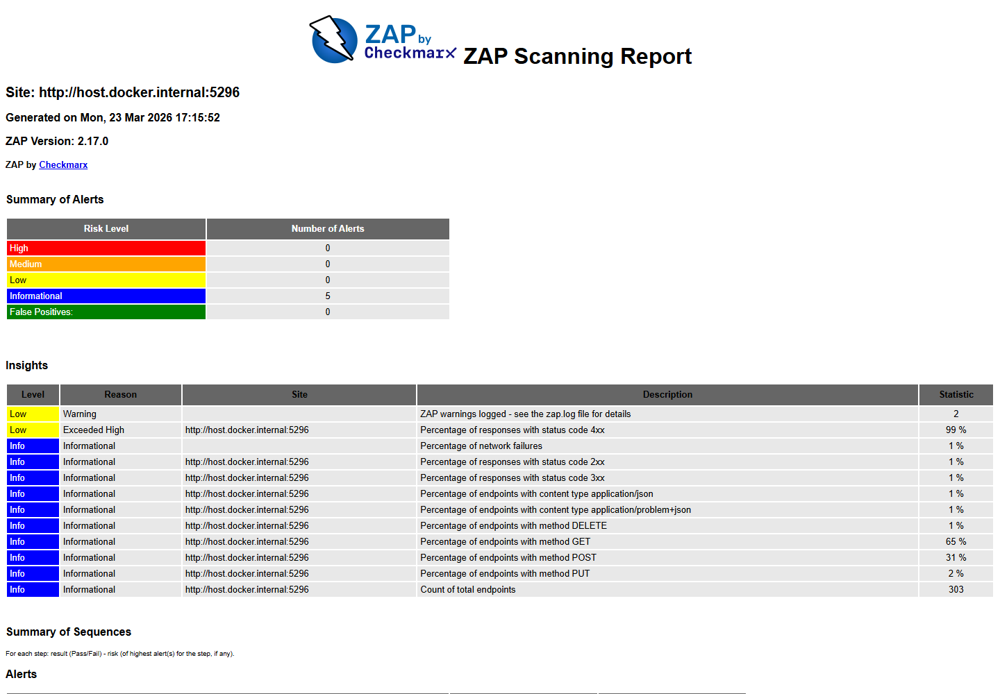 ZAP by
Checkmarx ZAP Scanning Report
Site: http://host.docker.internal:5296
Generated on Mon, 23 Mar 2026 17:15:52
ZAP Version: 2.17.0
ZAP by Checkmarx
Summary of Alerts
Risk Level Number of Alerts
High 0
Medium 0
Low 0
Informational 5
False Positives: 0
Insights
Level Reason Site Description Statistic
Low Warning ZAP warnings logged - see the zap.log file for details 2
Low Exceeded High http://host.docker.internal:5296 Percentage of responses with status code 4xx 99 %
Info Informational Percentage of network failures 1 %
Info Informational http://host.docker.internal:5296 Percentage of responses with status code 2xx 1 %
Info Informational http://host.docker.internal:5296 Percentage of responses with status code 3xx 1 %
Info Informational http://host.docker.internal:5296 Percentage of endpoints with content type application/json 1 %
Info Informational http://host.docker.internal:5296 Percentage of endpoints with content type application/problem+json 1 %
Info Informational http://host.docker.internal:5296 Percentage of endpoints with method DELETE 1 %
Info Informational http://host.docker.internal:5296 Percentage of endpoints with method GET 65 %
Info Informational http://host.docker.internal:5296 Percentage of endpoints with method POST 31 %
Info Informational http://host.docker.internal:5296 Percentage of endpoints with method PUT 2 %
Info Informational http://host.docker.internal:5296 Count of total endpoints 303
Summary of Sequences
For each step: result (Pass/Fail) - risk (of highest alert(s) for the step, if any).
Alerts